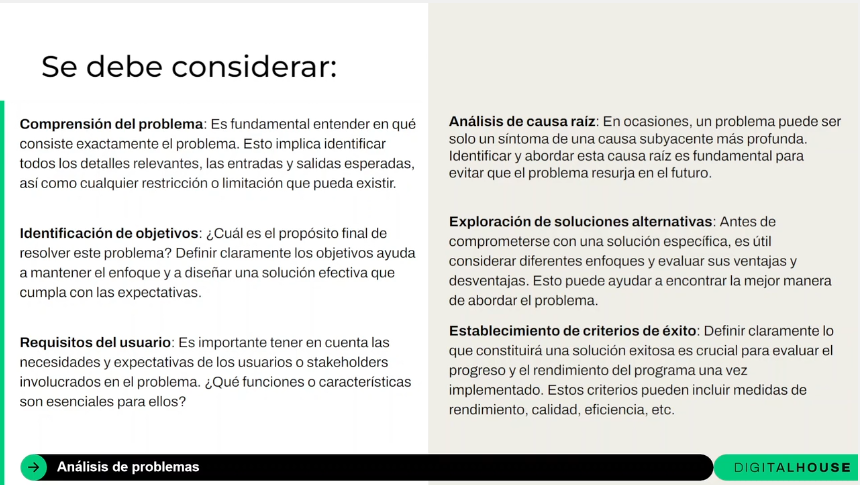 Se debe considerar:
Comprensión del problema: Es fundamental entender en qué
consiste exactamente el problema. Esto implica identificar
todos los detalles relevantes, las entradas y salidas esperadas,
así como cualquier restricción o limitación que pueda existir.
Identificación de objetivos: ¿Cuál es el propósito final de
resolver este problema? Definir claramente los objetivos ayuda
a mantener el enfoque y a diseñar una solución efectiva que
cumpla con las expectativas.
Requisitos del usuario: Es importante tener en cuenta las
necesidades y expectativas de los usuarios o stakeholders
involucrados en el problema. ¿Qué funciones o características
son esenciales para ellos?
Análisis de causa raíz: En ocasiones, un problema puede ser
solo un síntoma de una causa subyacente más profunda.
Identificar y abordar esta causa raíz es fundamental para
evitar que el problema resurja en el futuro.
Exploración de soluciones alternativas: Antes de
comprometerse con una solución específica, es útil
considerar diferentes enfoques y evaluar sus ventajas y
desventajas. Esto puede ayudar a encontrar la mejor manera
de abordar el problema.
Establecimiento de criterios de éxito: Definir claramente lo
que constituirá una solución exitosa es crucial para evaluar el
progreso y el rendimiento del programa una vez
implementado. Estos criterios pueden incluir medidas de
rendimiento, calidad, eficiencia, etc.
Análisis de problemas
DIGITALHOUSE